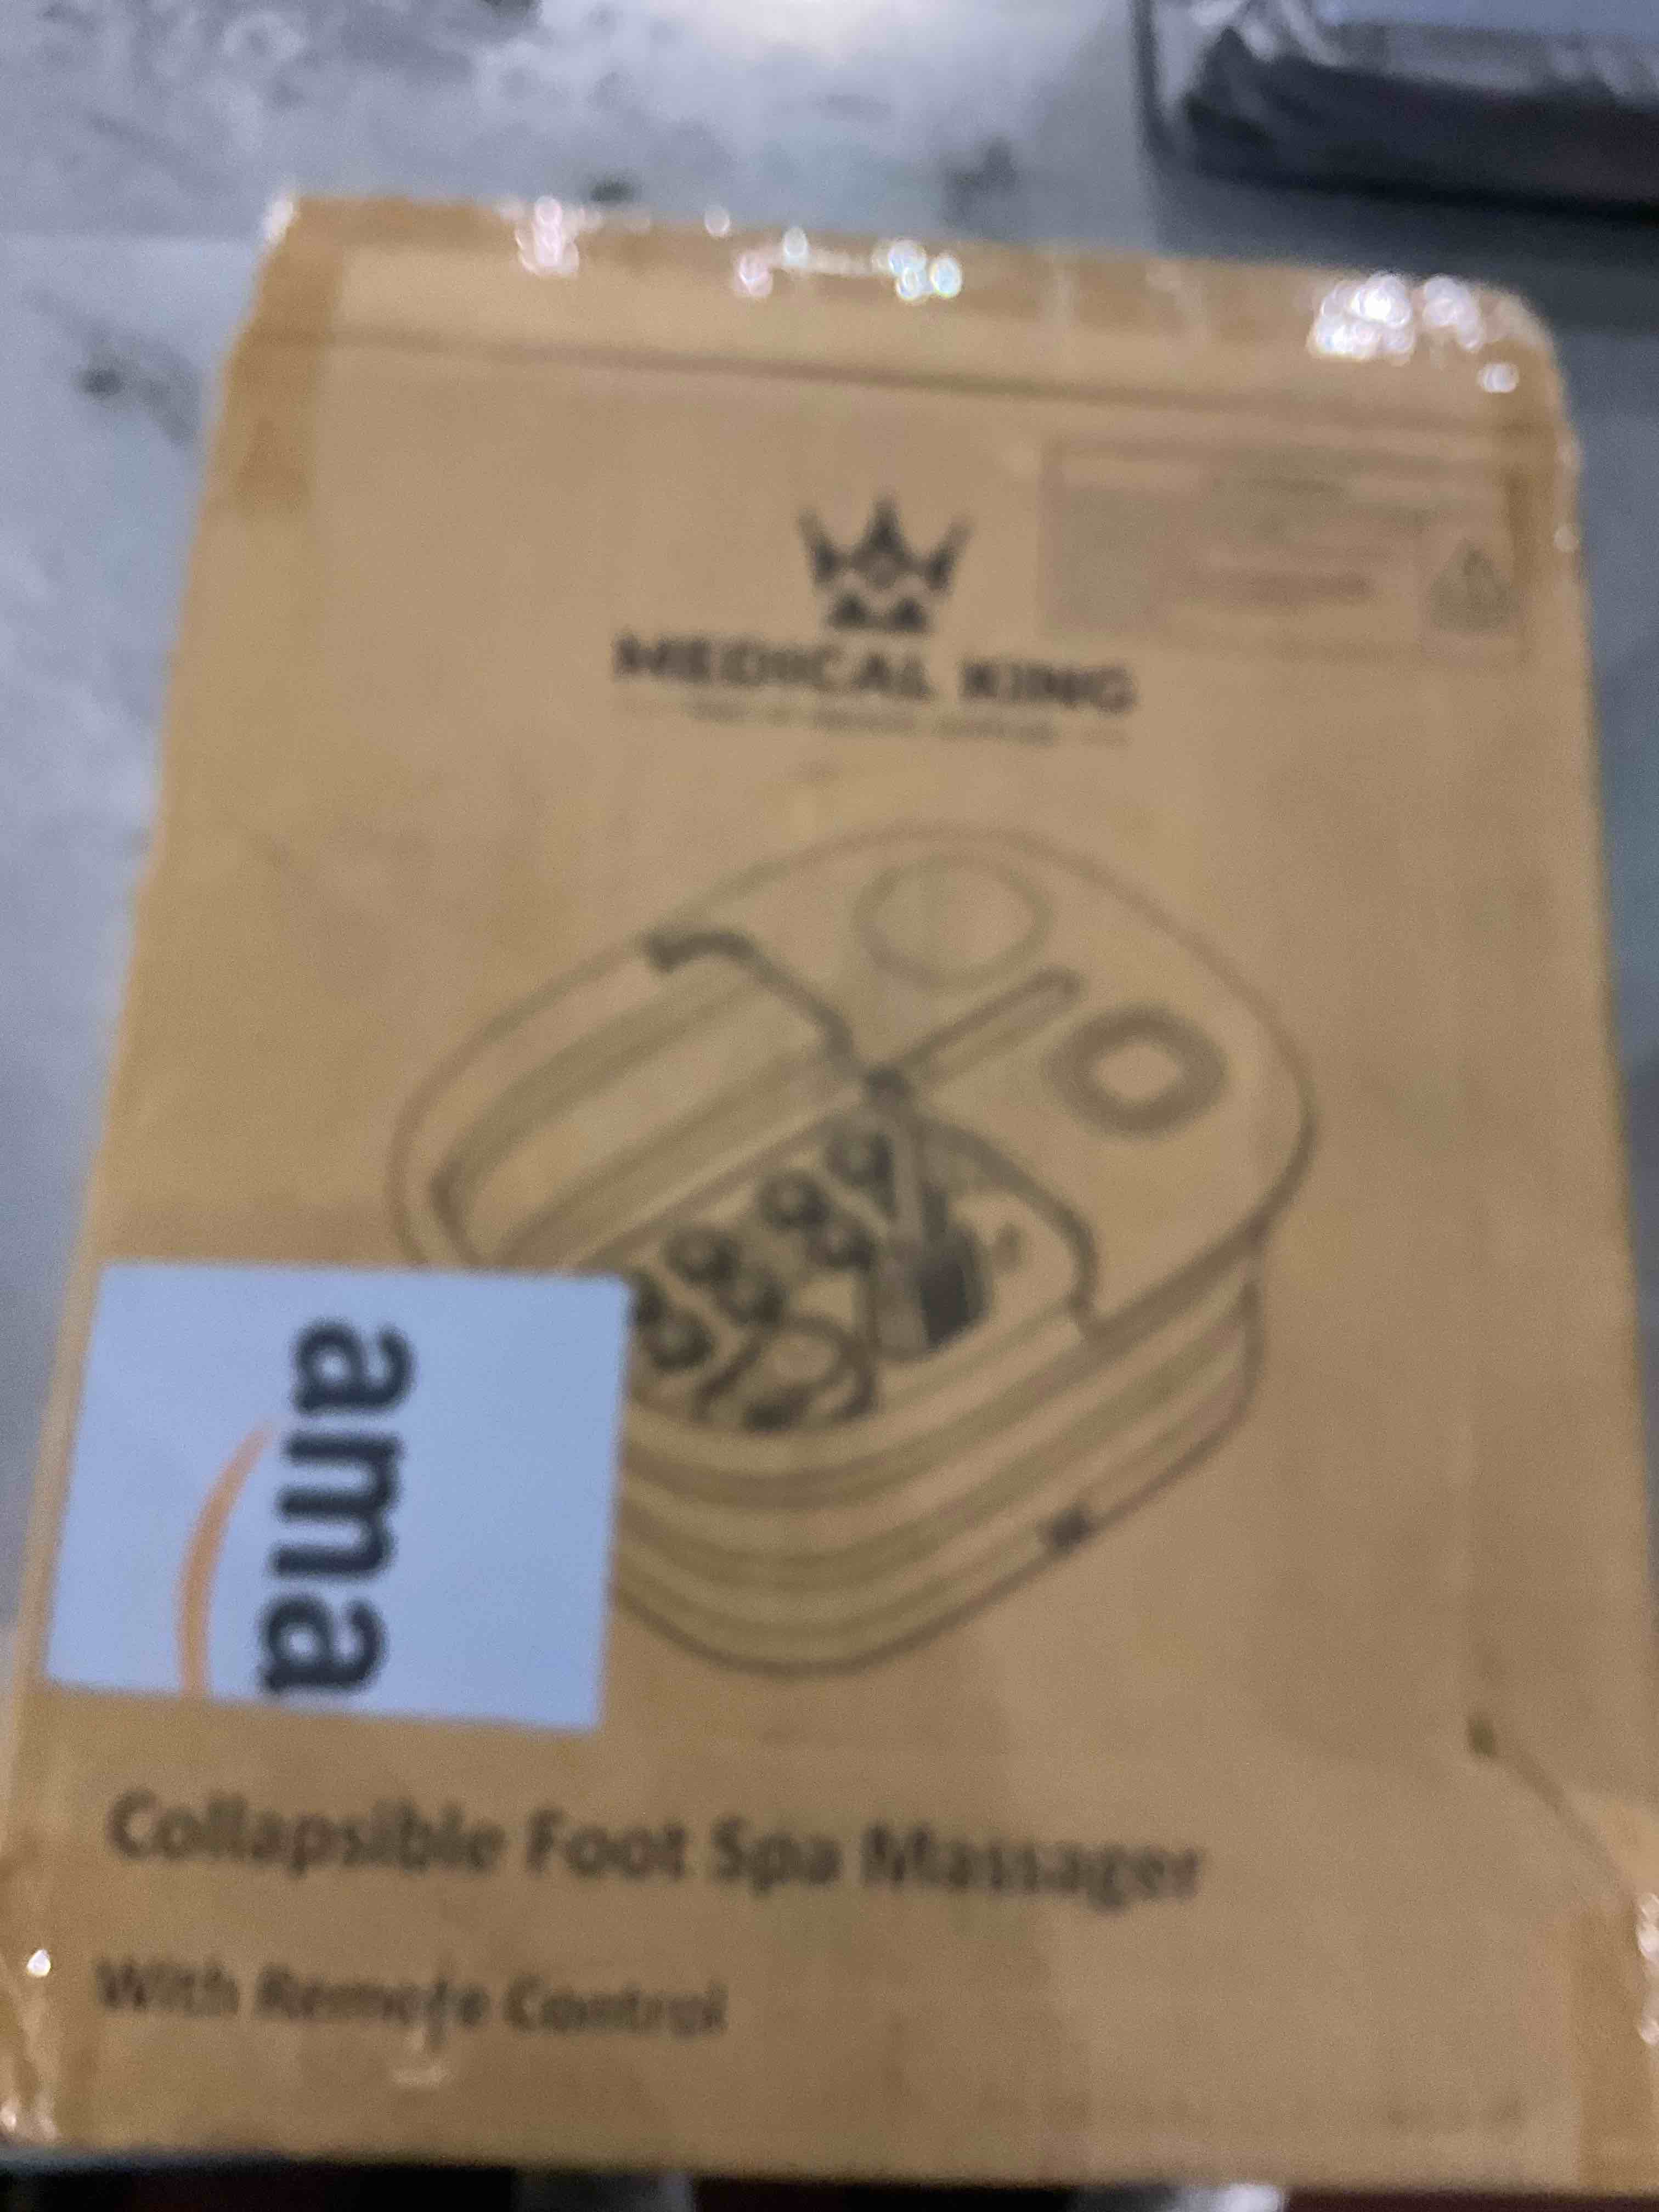 MEDICAL KING
ama
Collapsible Foot Spa Massager
With Remote Control